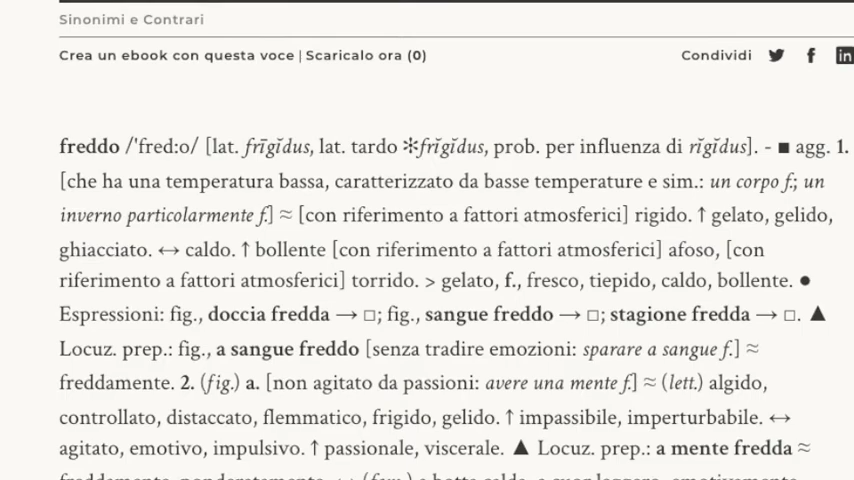 Sinonimi e Contrari
Crea un ebook con questa voce | Scaricalo ora (0)
Condividi
freddo /'fred:o/ [lat. frīgĭdus, lat. tardo ✻frĭgĭdus, prob. per influenza di rĭgĭdus]. - ■ agg. 1.
[che ha una temperatura bassa, caratterizzato da basse temperature e sim.: un corpo f.; un
inverno particolarmente f.] ≈ [con riferimento a fattori atmosferici] rigido. ↑ gelato, gelido,
ghiacciato. ↔ caldo. ↑ bollente [con riferimento a fattori atmosferici] afoso, [con
riferimento a fattori atmosferici] torrido. > gelato, f., fresco, tiepido, caldo, bollente. ●
Espressioni: fig., doccia fredda → □; fig., sangue freddo → □; stagione fredda → □. ▲
Locuz. prep.: fig., a sangue freddo [senza tradire emozioni: sparare a sangue f.] ≈
freddamente. 2. (fig.) a. [non agitato da passioni: avere una mente f.] ≈ (lett.) algido,
controllato, distaccato, flemmatico, frigido, gelido. ↑ impassibile, imperturbabile. ↔
agitato, emotivo, impulsivo. ↑ passionale, viscerale. ▲ Locuz. prep.: a mente fredda ≈